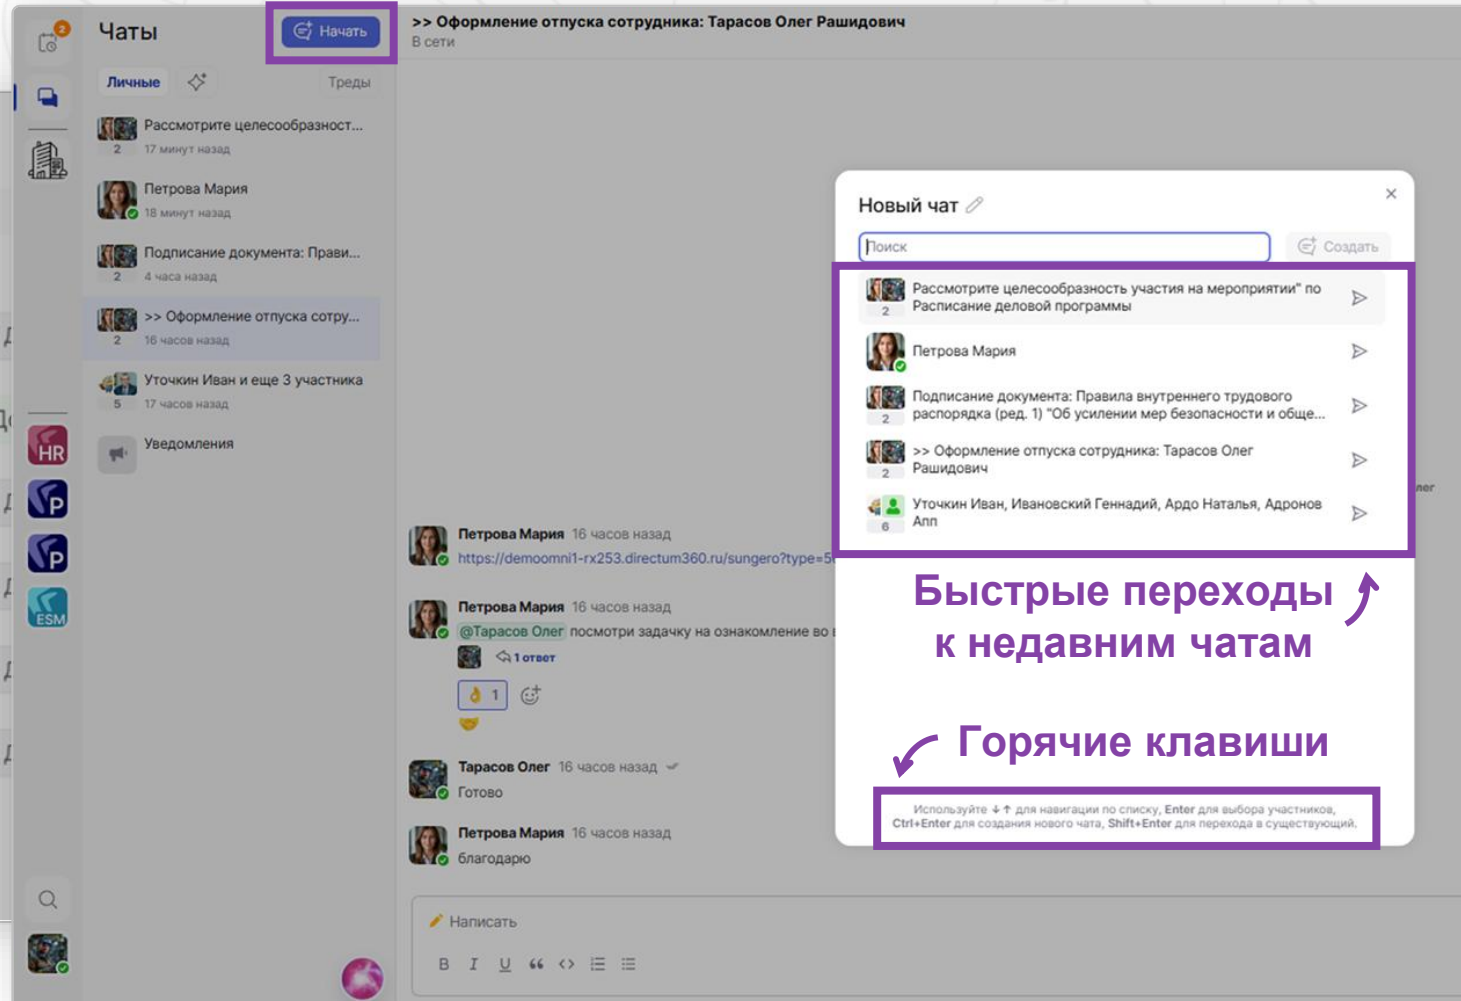 2
Чаты
Начать
Личные
Треды
Рассмотрите целесообразност...
2
17 минут назад
Петрова Мария
18 минут назад
Подписание документа: Прави...
2
4 часа назад
>> Оформление отпуска сотру...
2
16 часов назад
Уточкин Иван и еще 3 участника
5
17 часов назад
Уведомления
HR
P
P
ESM
>> Оформление отпуска сотрудника: Тарасов Олег Рашидович
В сети
Петрова Мария 16 часов назад
https://demoomni1-rx253.directum360.ru/sungero?type=5
Петрова Мария 16 часов назад
@Тарасов Олег посмотри задачку на ознакомление во
1 ответ
1
Тарасов Олег 16 часов назад
Готово
Петрова Мария 16 часов назад
благодарю
Написать
B I U
Новый чат
Поиск
Создать
Рассмотрите целесообразность участия на мероприятии" по
Расписание деловой программы
2
Петрова Мария
Подписание документа: Правила внутреннего трудового
распорядка (ред. 1) "Об усилении мер безопасности и обще...
2
>> Оформление отпуска сотрудника: Тарасов Олег
Рашидович
2
Уточкин Иван, Ивановский Геннадий, Ардо Наталья, Адронов
Апп
6
Быстрые переходы
к недавним чатам
Горячие клавиши
Используйте ↓↑ для навигации по списку, Enter для выбора участников,
Ctrl+Enter для создания нового чата, Shift+Enter для перехода в существующий.